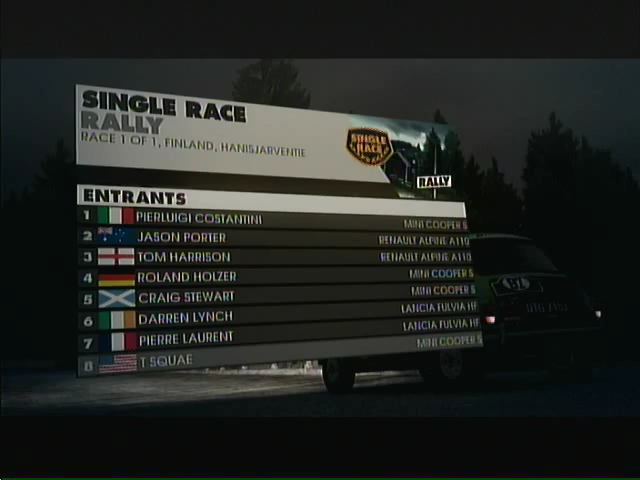 SINGLE RACE
RALLY
RACE 1 OF 1, FINLAND, HANISJARVENTIE
SINGLE RACE
RALLY
ENTRANTS
1 PIERLUIGI COSTANTINI MINI COOPER S
2 JASON PORTER RENAULT ALPINE A110
3 TOM HARRISON RENAULT ALPINE A110
4 ROLAND HOLZER MINI COOPER S
5 CRAIG STEWART MINI COOPER S
6 DARREN LYNCH LANCIA FULVIA HF
7 PIERRE LAURENT LANCIA FULVIA HF
8 T SQUAE MINI COOPER S